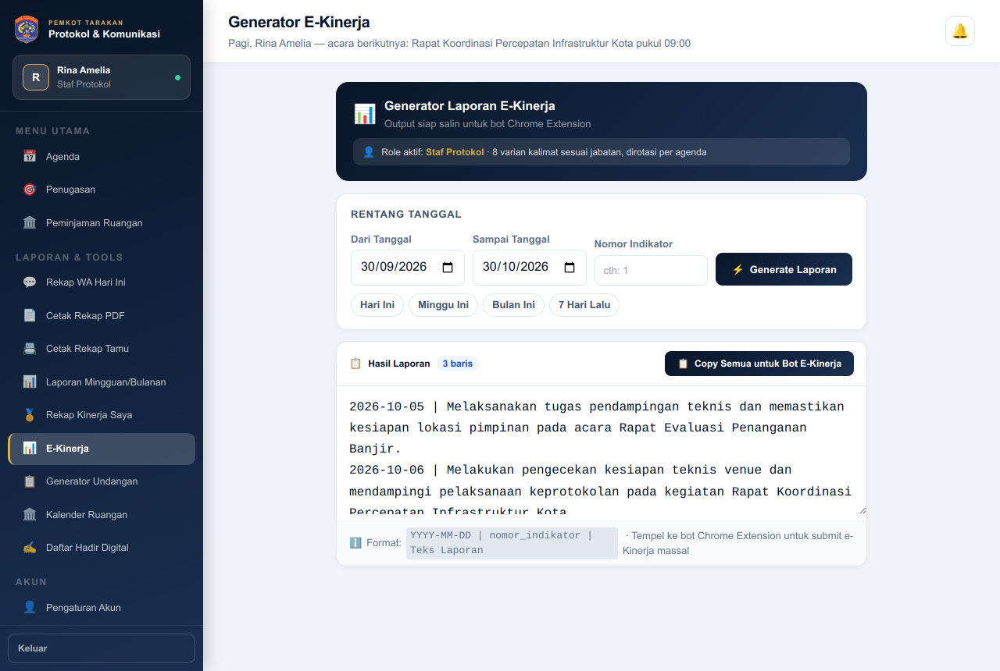 PEMKOT TARAKAN
Protokol & Komunikasi
R
Rina Amelia
Staf Protokol
MENU UTAMA
Agenda
Penugasan
Peminjaman Ruangan
LAPORAN & TOOLS
Rekap WA Hari Ini
Cetak Rekap PDF
Cetak Rekap Tamu
Laporan Mingguan/Bulanan
Rekap Kinerja Saya
E-Kinerja
Generator Undangan
Kalender Ruangan
Daftar Hadir Digital
AKUN
Pengaturan Akun
Keluar
Generator E-Kinerja
Pagi, Rina Amelia — acara berikutnya: Rapat Koordinasi Percepatan Infrastruktur Kota pukul 09:00
Generator Laporan E-Kinerja
Output siap salin untuk bot Chrome Extension
Role aktif: Staf Protokol · 8 varian kalimat sesuai jabatan, dirotasi per agenda
RENTANG TANGGAL
Dari Tanggal
30/09/2026
Sampai Tanggal
30/10/2026
Nomor Indikator
cth: 1
Generate Laporan
Hari Ini
Minggu Ini
Bulan Ini
7 Hari Lalu
Hasil Laporan 3 baris
Copy Semua untuk Bot E-Kinerja
2026-10-05 | Melaksanakan tugas pendampingan teknis dan memastikan
kesiapan lokasi pimpinan pada acara Rapat Evaluasi Penanganan
Banjir.
2026-10-06 | Melakukan pengecekan kesiapan teknis venue dan
mendampingi pelaksanaan keprotokolan pada kegiatan Rapat Koordinasi
Percepatan Infrastruktur Kota.
Format: YYYY-MM-DD | nomor_indikator |
Teks Laporan
· Tempel ke bot Chrome Extension untuk submit e-
Kinerja massal